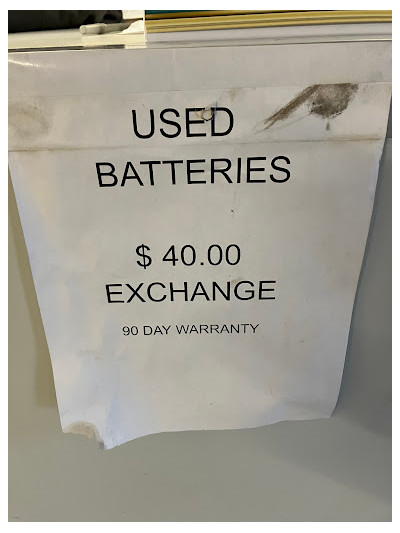 USED
BATTERIES
$ 40.00
EXCHANGE
90 DAY WARRANTY